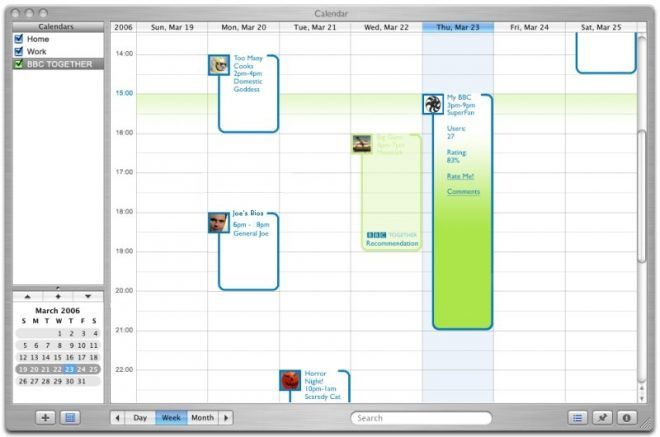 Calendar
Calendars
Home
Work
BBC TOGETHER
2006
Sun, Mar 19
Mon, Mar 20
Tue, Mar 21
Wed, Mar 22
Thu, Mar 23
Fri, Mar 24
Sat, Mar 25
14:00
15:00
16:00
17:00
18:00
19:00
20:00
21:00
22:00
Too Many
Cooks
2pm-4pm
Domestic
Goddess
Joe's Bios
6pm - 8pm
General Joe
Horror
Night!
10pm-1am
Scaredy Cat
BBC TOGETHER
Recommendation
My BBC
3pm-9pm
SuperFan
Users:
27
Rating:
83%
Rate Me!
Comments
March 2006
S M T W T F S
1 2 3 4
5 6 7 8 9 10 11
12 13 14 15 16 17 18
19 20 21 22 23 24 25
26 27 28 29 30 31
Day
Week
Month
Search